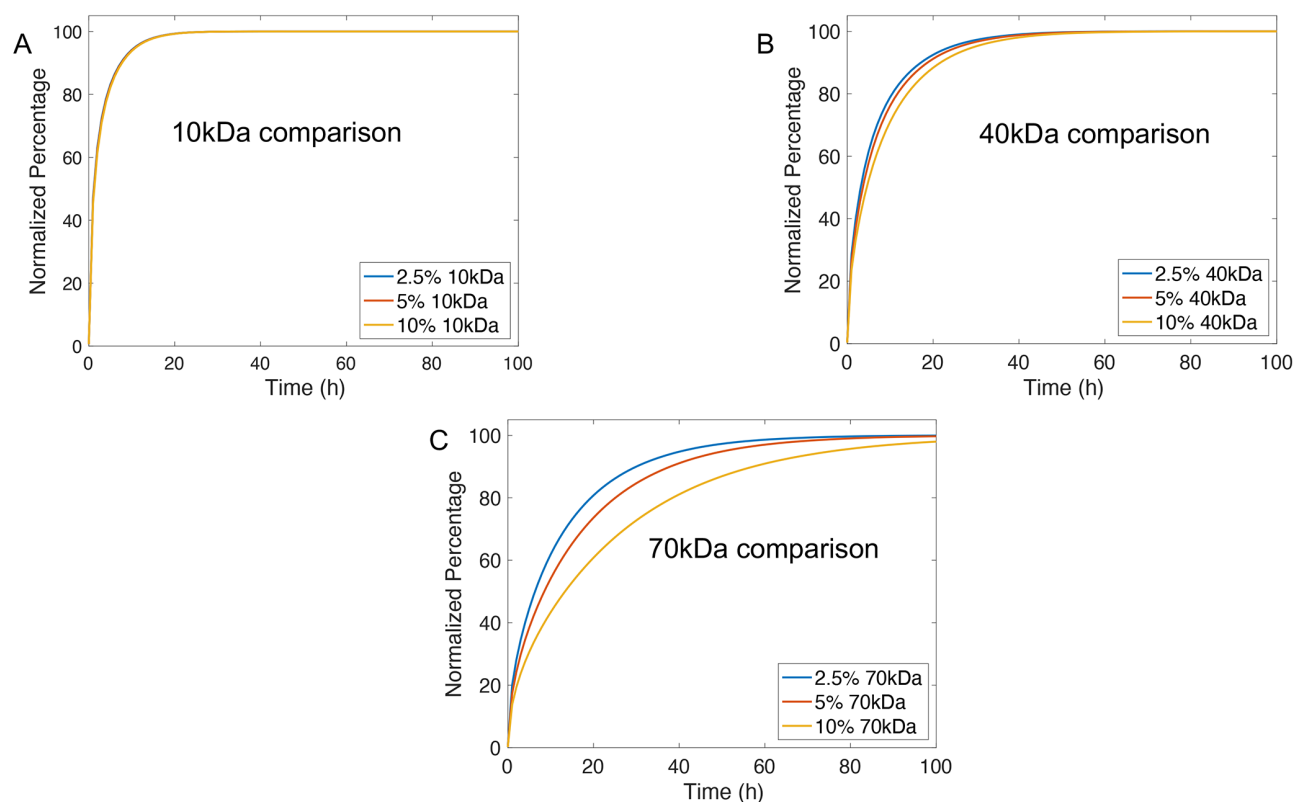 A
100
80
60
40
20
0
Normalized Percentage
10kDa comparison
2.5% 10kDa
5% 10kDa
10% 10kDa
0 20 40 60 80 100
Time (h)
B
100
80
60
40
20
0
Normalized Percentage
40kDa comparison
2.5% 40kDa
5% 40kDa
10% 40kDa
0 20 40 60 80 100
Time (h)
C
100
80
60
40
20
0
Normalized Percentage
70kDa comparison
2.5% 70kDa
5% 70kDa
10% 70kDa
0 20 40 60 80 100
Time (h)